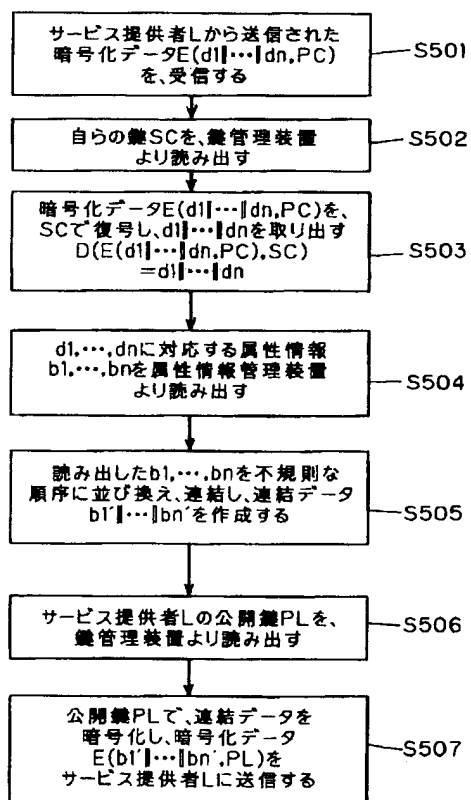 サービス提供者Lから送信された
暗号化データE(d1‖…‖dn,PC)
を、受信する
S501
自らの鍵SCを、鍵管理装置
より読み出す
S502
暗号化データE(d1‖…‖dn,PC)を、
SCで復号し、d1‖…‖dnを取り出す
D(E(d1‖…‖dn,PC),SC)
=d1‖…‖dn
S503
d1,…,dnに対応する属性情報
b1,…,bnを属性情報管理装置
より読み出す
S504
読み出したb1,…,bnを不規則な
順序に並び換え、連結し、連結データ
b1'‖…‖bn'を作成する
S505
サービス提供者Lの公開鍵PLを、
鍵管理装置より読み出す
S506
公開鍵PLで、連結データを
暗号化し、暗号化データ
E(b1'‖…‖bn',PL)を
サービス提供者Lに送信する
S507